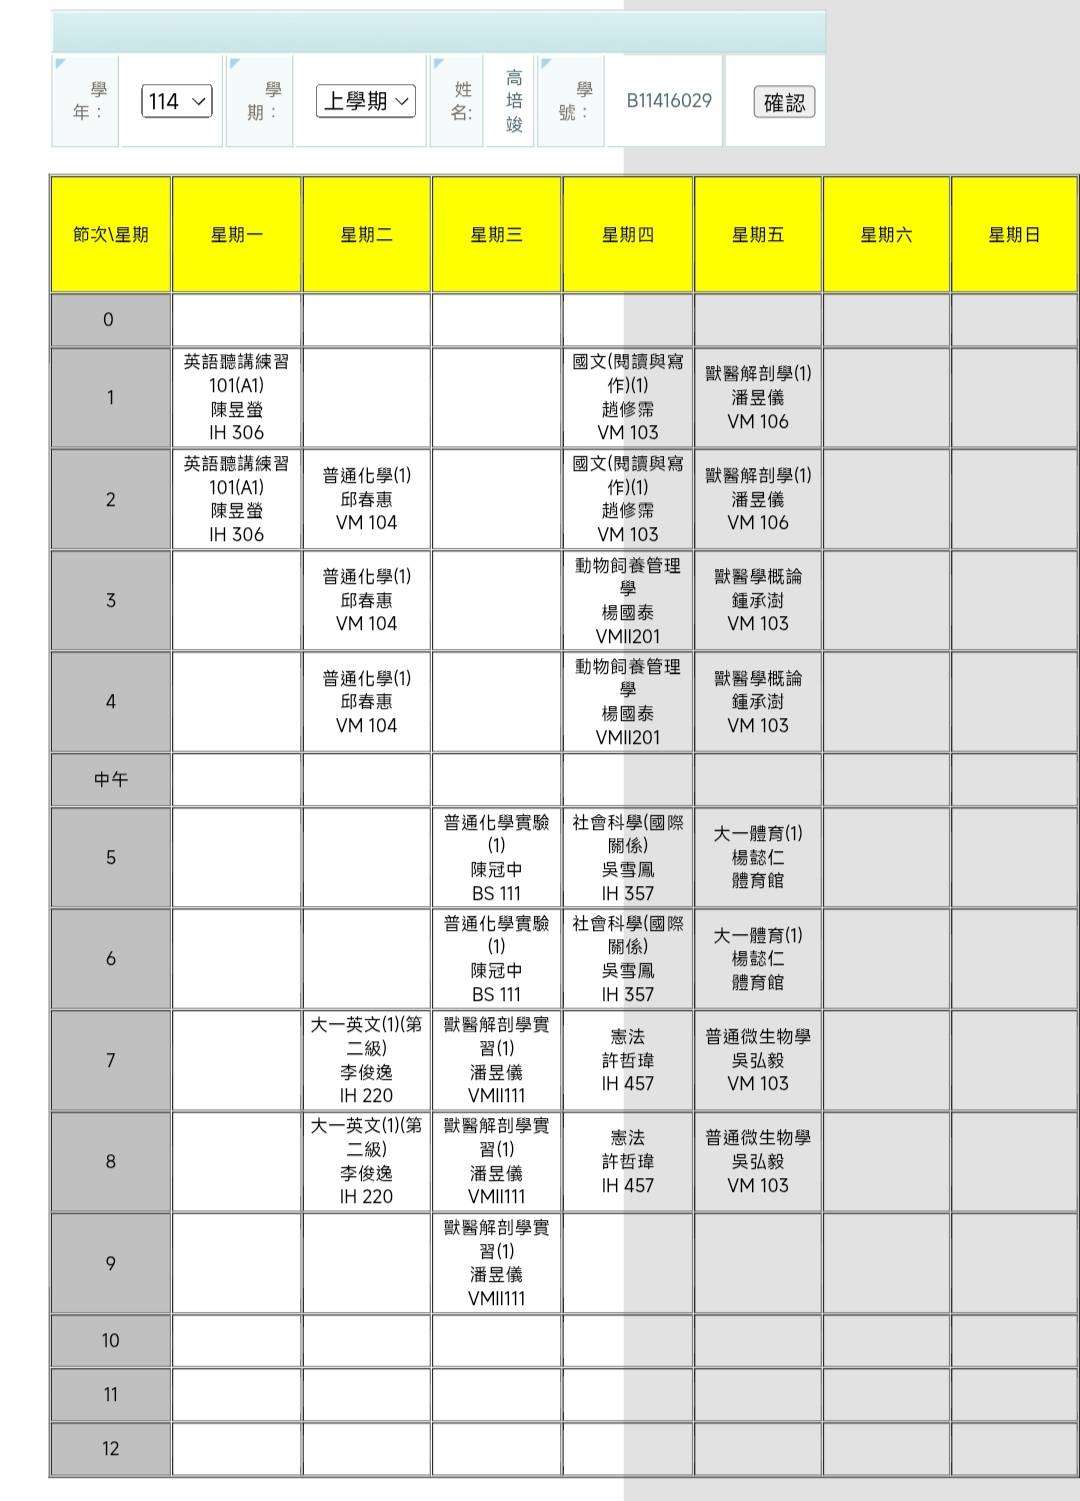 學年：
114
學期：
上學期
姓名:
高培竣
學號：
B11416029
確認
節次\星期 星期一 星期二 星期三 星期四 星期五 星期六 星期日
0
1
英語聽講練習
101(A1)
陳昱螢
IH 306
國文(閱讀與寫
作)(1)
趙修霈
VM 103
獸醫解剖學(1)
潘昱儀
VM 106
2
英語聽講練習
101(A1)
陳昱螢
IH 306
普通化學(1)
邱春惠
VM 104
國文(閱讀與寫
作)(1)
趙修霈
VM 103
獸醫解剖學(1)
潘昱儀
VM 106
3
普通化學(1)
邱春惠
VM 104
動物飼養管理
學
楊國泰
VMII201
獸醫學概論
鍾承澍
VM 103
4
普通化學(1)
邱春惠
VM 104
動物飼養管理
學
楊國泰
VMII201
獸醫學概論
鍾承澍
VM 103
中午
5
普通化學實驗
(1)
陳冠中
BS 111
社會科學(國際
關係)
吳雪鳳
IH 357
大一體育(1)
楊懿仁
體育館
6
普通化學實驗
(1)
陳冠中
BS 111
社會科學(國際
關係)
吳雪鳳
IH 357
大一體育(1)
楊懿仁
體育館
7
大一英文(1)(第
二級)
李俊逸
IH 220
獸醫解剖學實
習(1)
潘昱儀
VMII111
憲法
許哲瑋
IH 457
普通微生物學
吳弘毅
VM 103
8
大一英文(1)(第
二級)
李俊逸
IH 220
獸醫解剖學實
習(1)
潘昱儀
VMII111
憲法
許哲瑋
IH 457
普通微生物學
吳弘毅
VM 103
9
獸醫解剖學實
習(1)
潘昱儀
VMII111
10
11
12